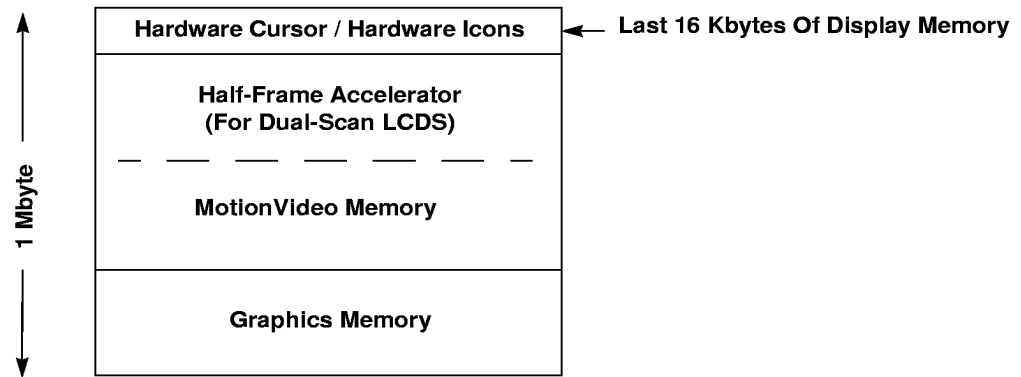 Hardware Cursor / Hardware Icons
Last 16 Kbytes Of Display Memory
Half-Frame Accelerator
(For Dual-Scan LCDS)
1 Mbyte
MotionVideo Memory
Graphics Memory